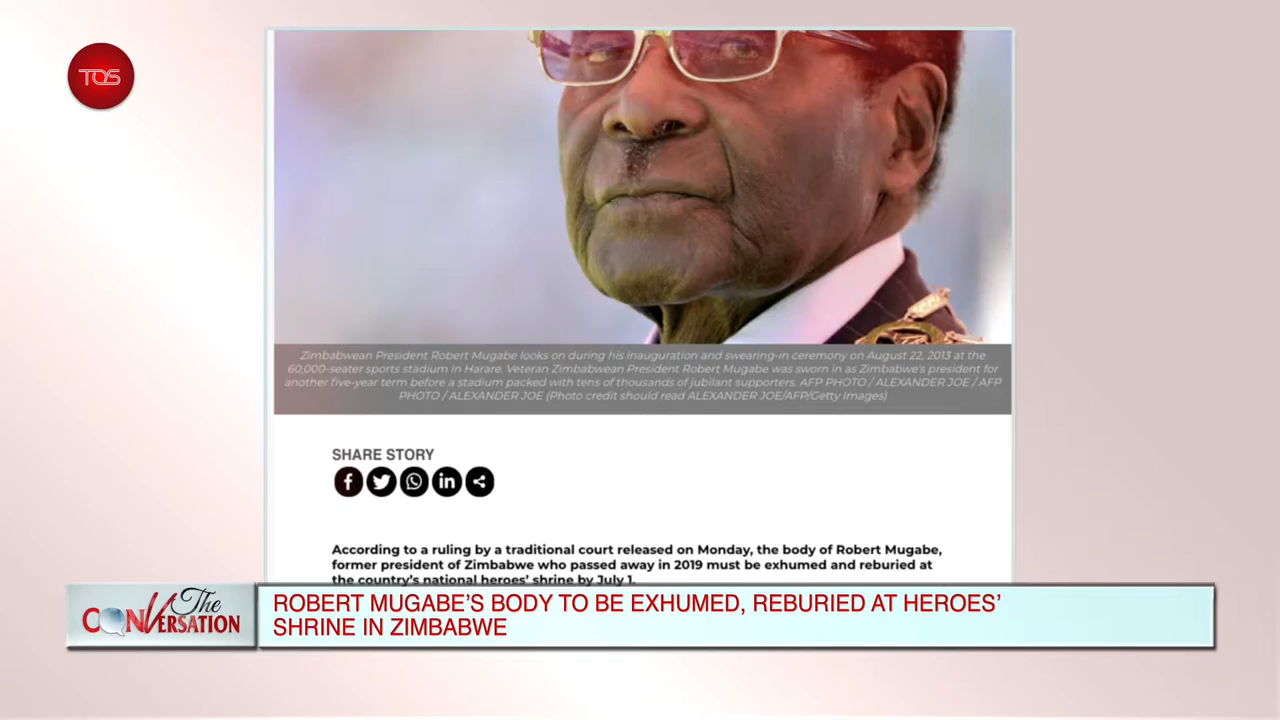 TOS
Zimbabwean President Robert Mugabe looks on during his inauguration and swearing-in ceremony on August 22, 2013 at the
60,000-seater sports stadium in Harare. Veteran Zimbabwean President Robert Mugabe was sworn in as Zimbabwe's president for
another five-year term before a stadium packed with tens of thousands of jubilant supporters. AFP PHOTO / ALEXANDER JOE / AFP
PHOTO / ALEXANDER JOE (Photo credit should read ALEXANDER JOE/AFP/Getty Images)
SHARE STORY
According to a ruling by a traditional court released on Monday, the body of Robert Mugabe,
former president of Zimbabwe who passed away in 2019 must be exhumed and reburied at
the country's national heroes' shrine by July 1.
The
CONVERSATION
ROBERT MUGABE'S BODY TO BE EXHUMED, REBURIED AT HEROES'
SHRINE IN ZIMBABWE